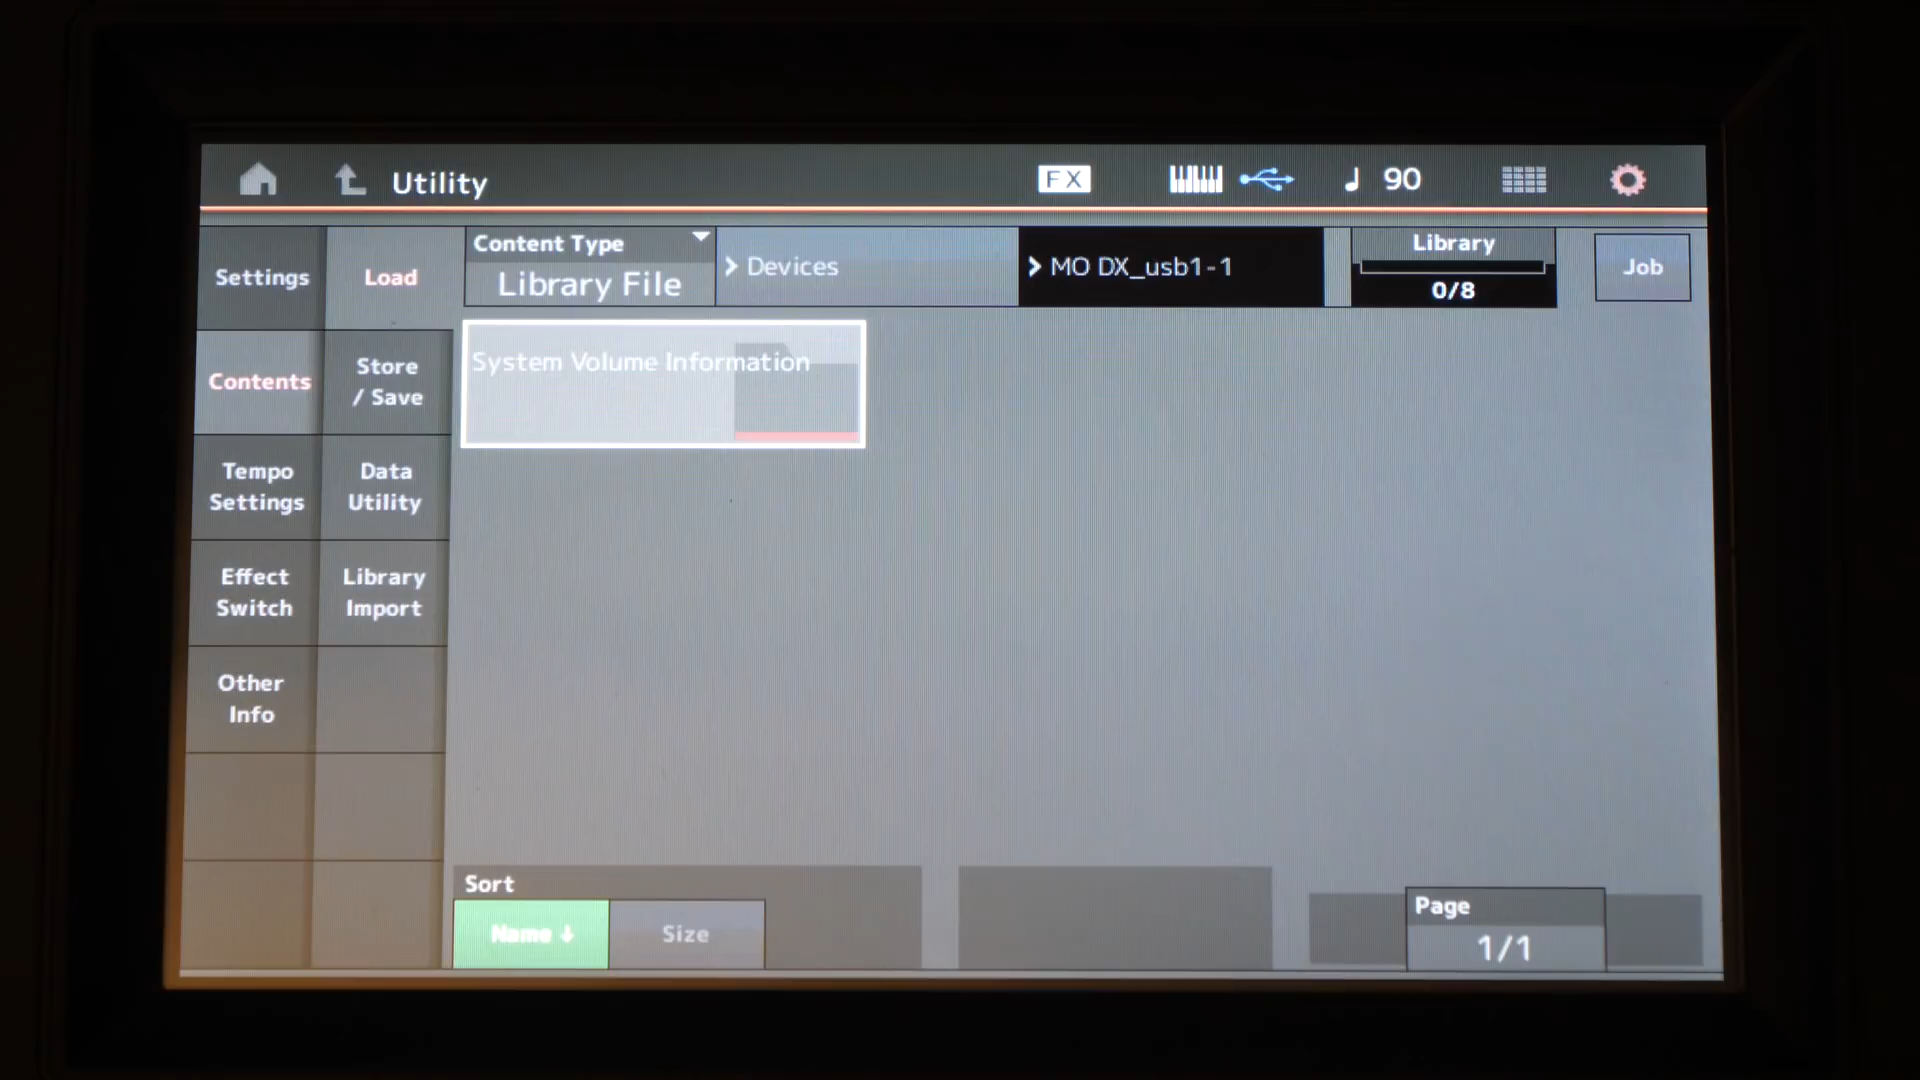 Utility
FX
90
Settings
Load
Content Type
Library File
Devices
MO DX_usb1-1
Library
0/8
Job
System Volume Information
Contents
Store
/ Save
Tempo
Settings
Data
Utility
Effect
Switch
Library
Import
Other
Info
Sort
Name
Size
Page
1/1